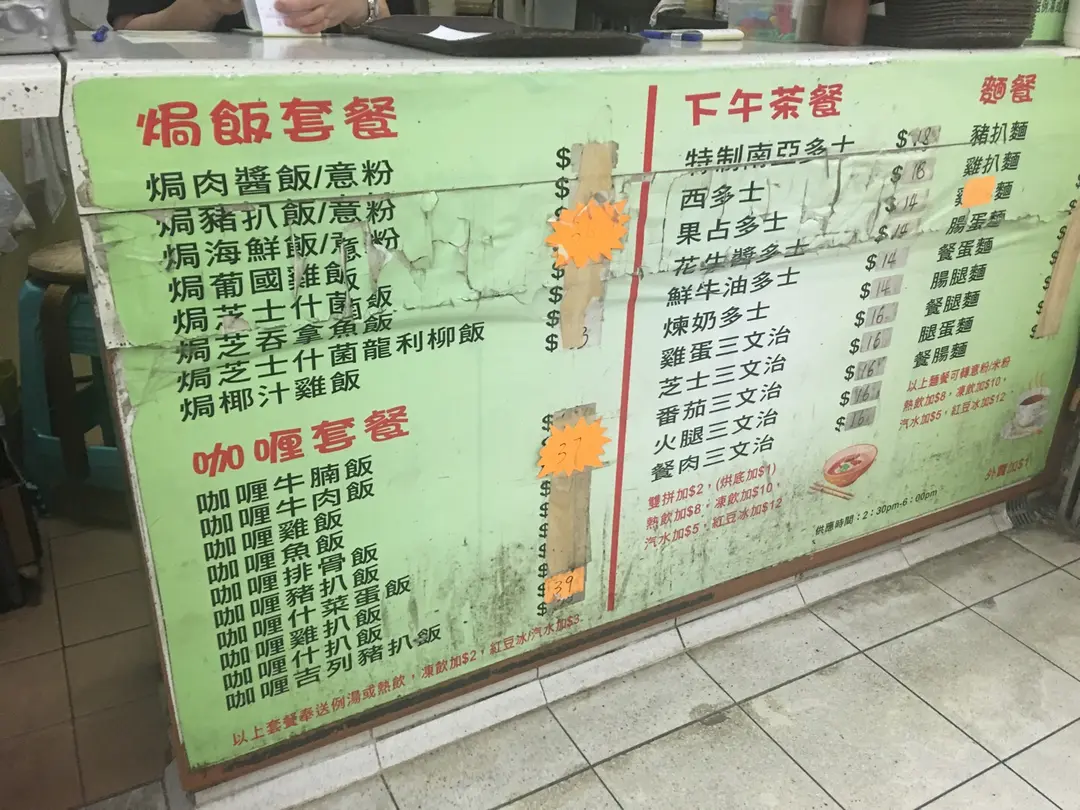 焗飯套餐
焗肉醬飯/意粉 $
焗豬扒飯/意粉 $
焗海鮮飯/意粉
焗葡國雞飯
焗芝士什菌飯 $
焗芝士吞拿魚飯 $
芝士什菌龍利柳飯 $
焗椰汁雞飯 $
咖喱套餐
咖喱牛腩飯 $
咖喱牛肉飯 37
咖喱雞飯
咖喱魚飯 $
咖喱排骨飯 $
咖喱豬扒飯 $
咖喱什菜蛋飯 $
咖喱雞扒飯 $
咖喱什扒飯 $ 39
咖喱吉列豬扒飯 $
以上套餐奉送例湯或熱飲，凍飲加$2，紅豆冰/汽水加$3.
下午茶餐
特制南亞多士 $18
西多士 $18
果占多士 $14
花生醬多士 $14
鮮牛油多士 $14
煉奶多士 $14
雞蛋三文治 $16
芝士三文治 $16
番茄三文治 $16
火腿三文治 $16
餐肉三文治 $16
雙拼加$2，(烘底加$1)
熱飲加$8，凍飲加$10，
汽水加$5，紅豆冰加$12
麵餐
豬扒麵
雞扒麵
麵
腸蛋麵
餐蛋麵
腸腿麵
餐腿麵
腿蛋麵
餐腸麵
以上麵餐可轉意粉/米粉
熱飲加$8，凍飲加$10，
汽水加$5，紅豆冰加$12
外賣加$1
供應時間：2：30pm-6：00pm